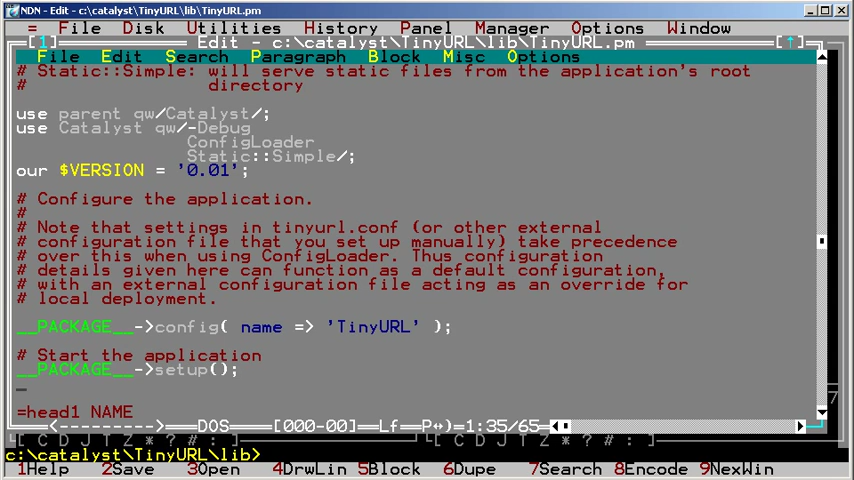 NDN - Edit - c:\catalyst\TinyURL\lib\TinyURL.pm
= File Disk Utilities History Panel Manager Options Window
[1] Edit - c:\catalyst\TinyURL\lib\TinyURL.pm [↑]
File Edit Search Paragraph Block Misc Options
# Static::Simple: will serve static files from the application's root
# directory
use parent qw/Catalyst/;
use Catalyst qw/-Debug
ConfigLoader
Static::Simple/;
our $VERSION = '0.01';
# Configure the application.
#
# Note that settings in tinyurl.conf (or other external
# configuration file that you set up manually) take precedence
# over this when using ConfigLoader. Thus configuration
# details given here can function as a default configuration,
# with an external configuration file acting as an override for
# local deployment.
__PACKAGE__->config( name => 'TinyURL' );
# Start the application
__PACKAGE__->setup();
=head1 NAME
<--------->  DOS  [000-00]  Lf  P↔)=1:35/65
[ C D J T Z * ? # : ] [ C D J T Z * ? # : ]
7
c:\catalyst\TinyURL\lib>
1Help 2Save 3Open 4DrwLin 5Block 6Dupe 7Search 8Encode 9NexWin